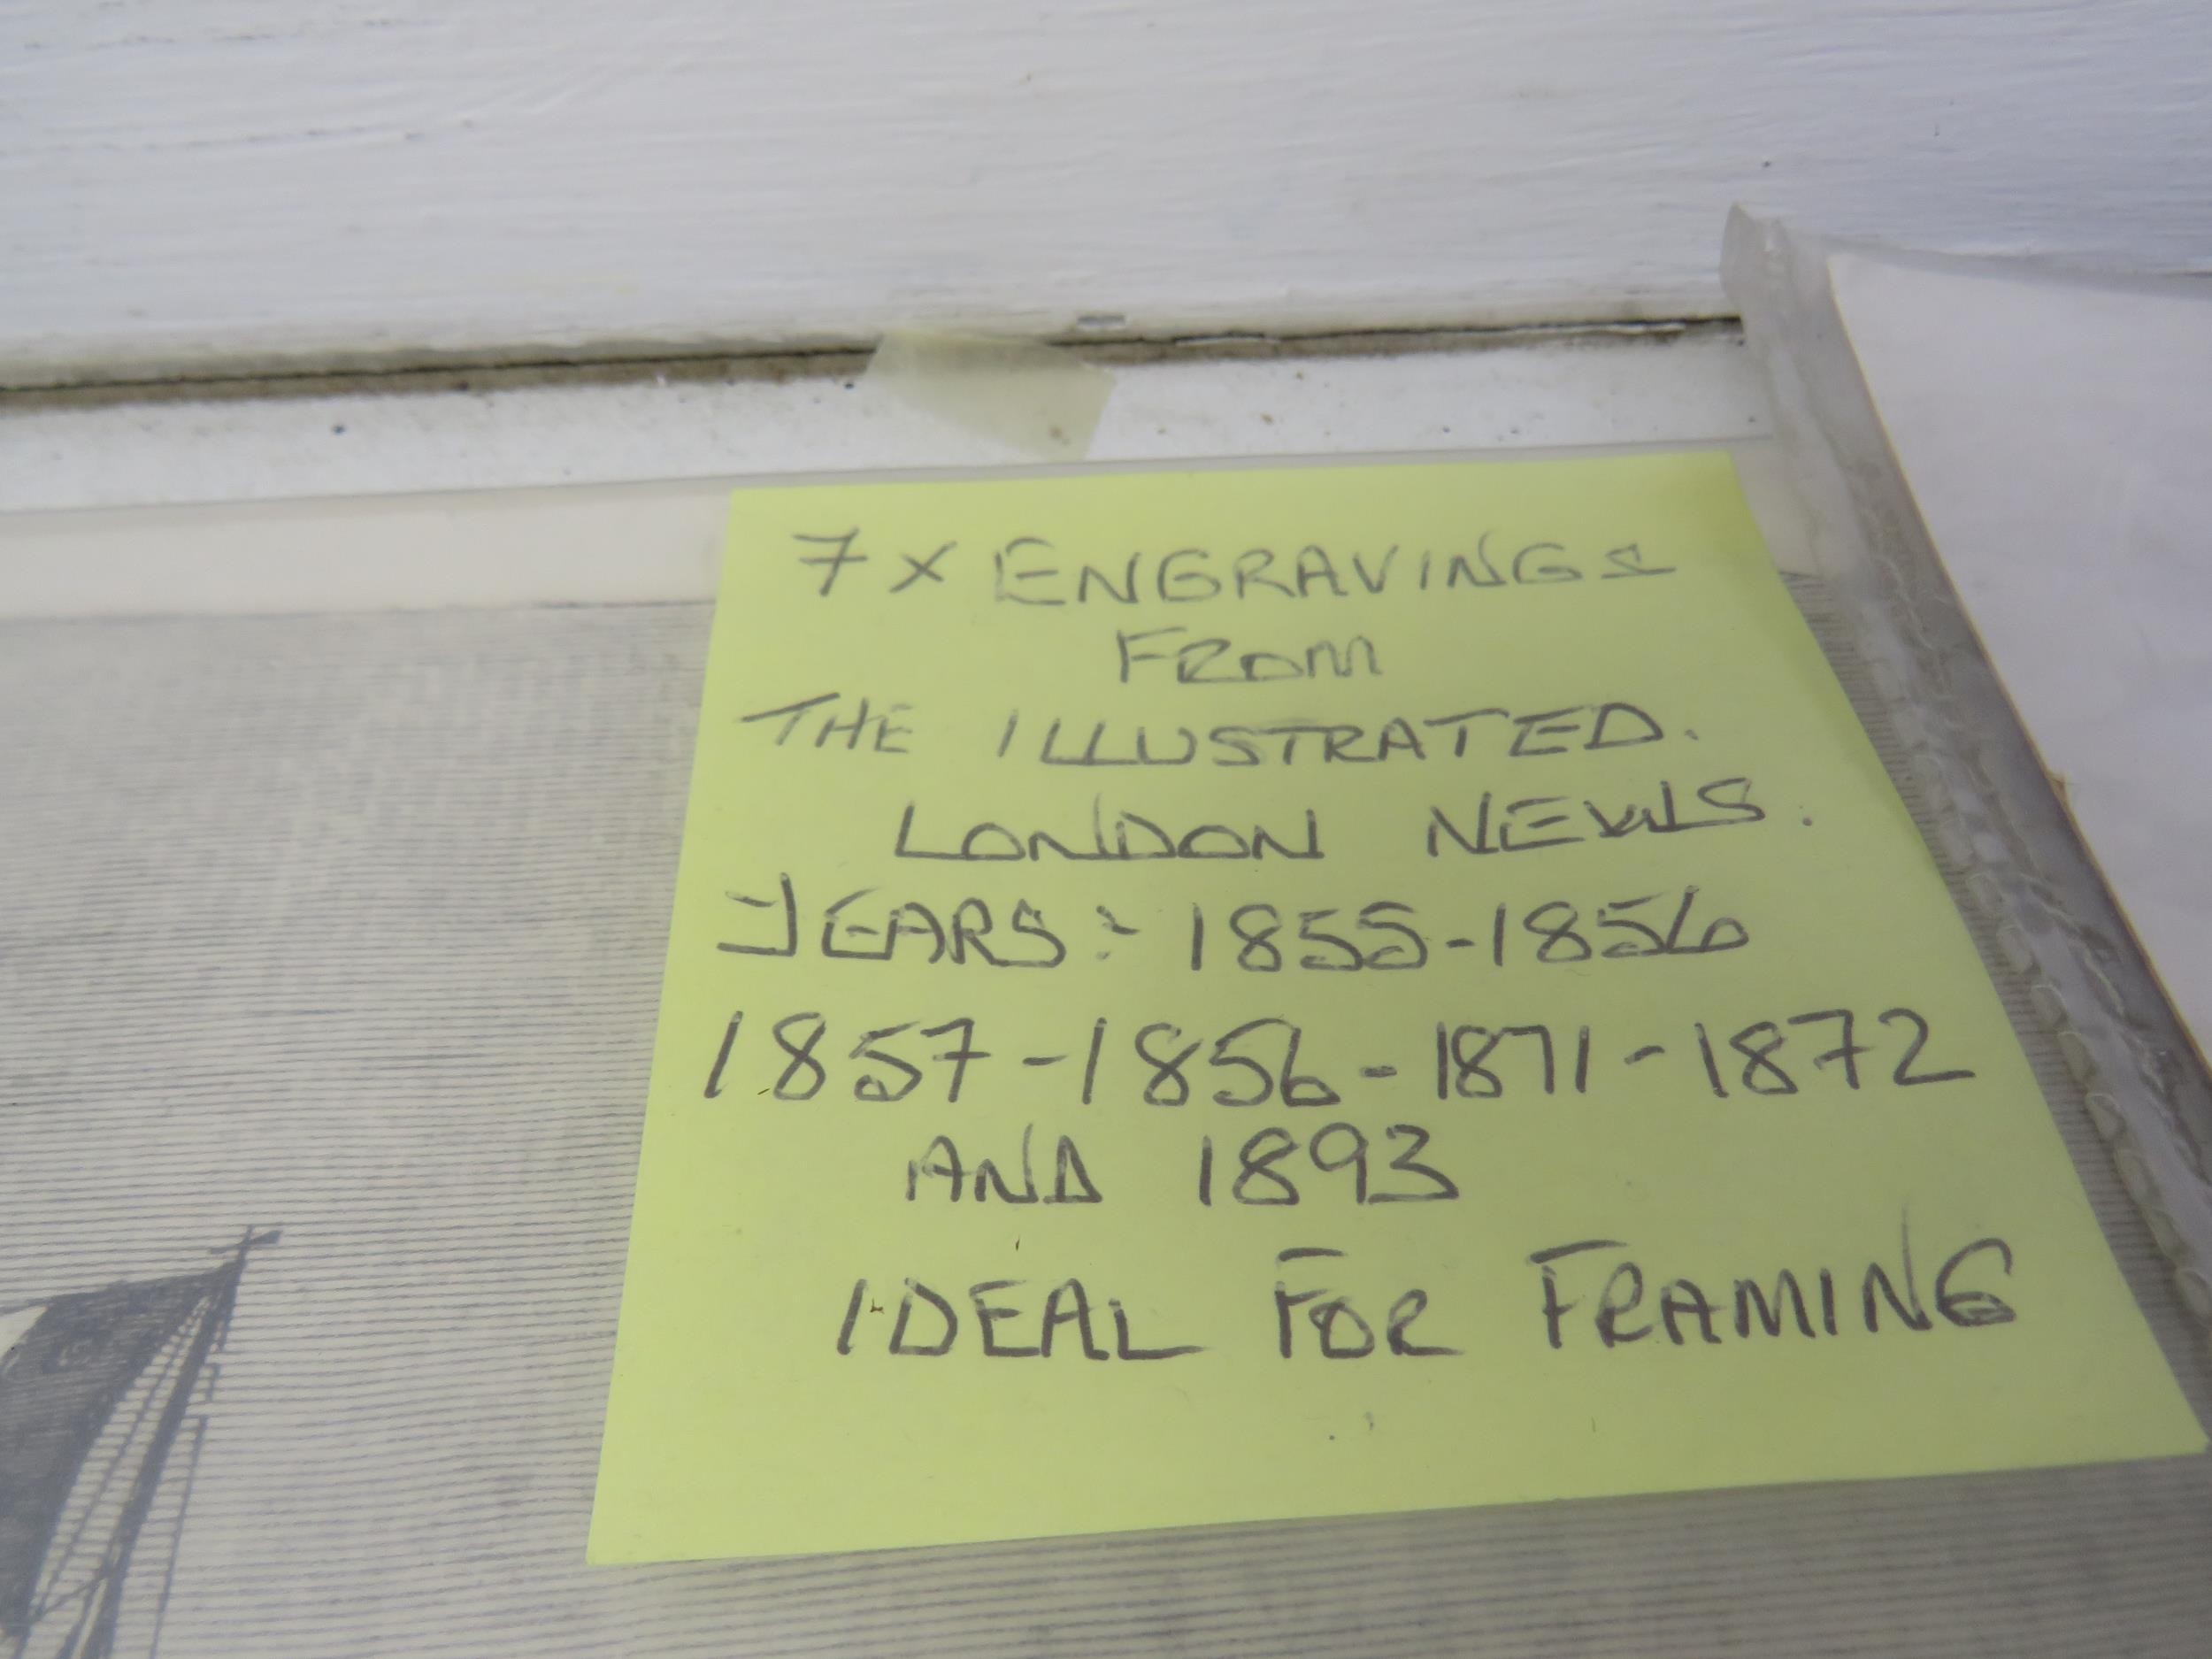 7 x ENGRAVINGS
FROM
THE ILLUSTRATED.
LONDON NEWS.
YEARS:- 1855-1856
1857-1856-1871-1872
AND 1893
IDEAL FOR FRAMING